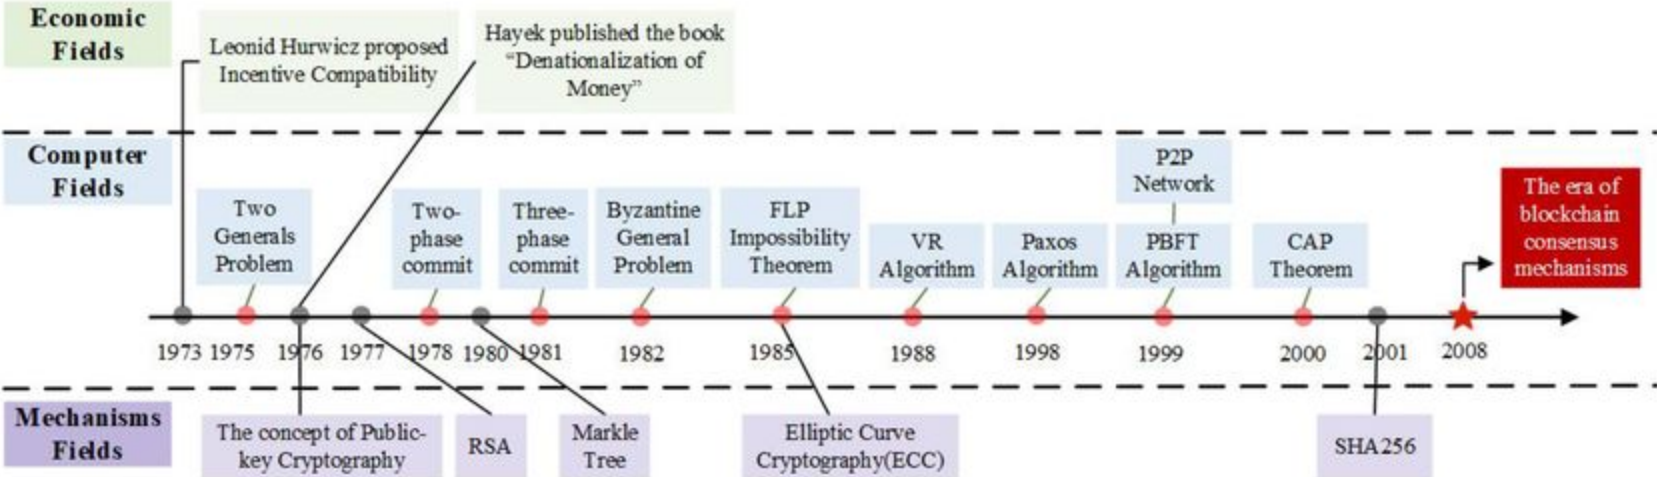 Economic
Fields
Leonid Hurwicz proposed
Incentive Compatibility
Hayek published the book
“Denationalization of
Money”
Computer
Fields
Two
Generals
Problem
Two-
phase
commit
Three-
phase
commit
Byzantine
General
Problem
FLP
Impossibility
Theorem
VR
Algorithm
Paxos
Algorithm
P2P
Network
PBFT
Algorithm
CAP
Theorem
The era of
blockchain
consensus
mechanisms
1973 1975 1976 1977 1978 1980 1981 1982 1985 1988 1998 1999 2000 2001 2008
Mechanisms
Fields
The concept of Public-
key Cryptography
RSA
Markle
Tree
Elliptic Curve
Cryptography(ECC)
SHA256